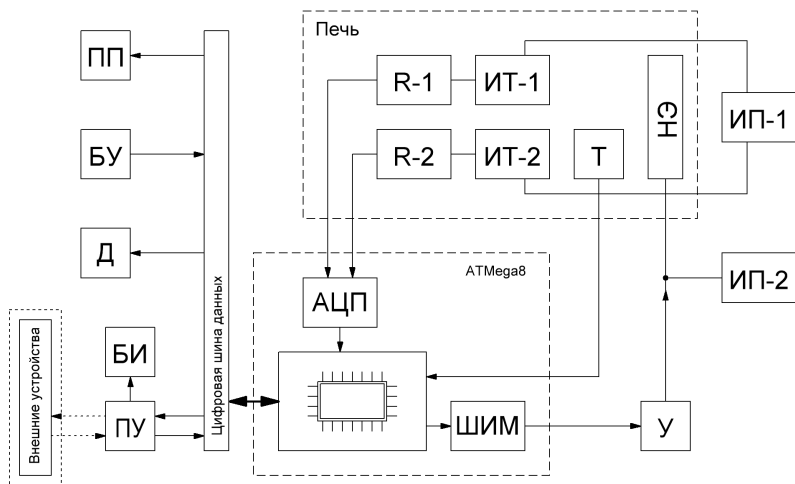 Печь
ПП
R-1
ИТ-1
НЭ
ИП-1
БУ
R-2
ИТ-2
Т
Д
ATMega8
ИП-2
АЦП
Цифровая шина данных
БИ
Внешние устройства
ПУ
ШИМ
У